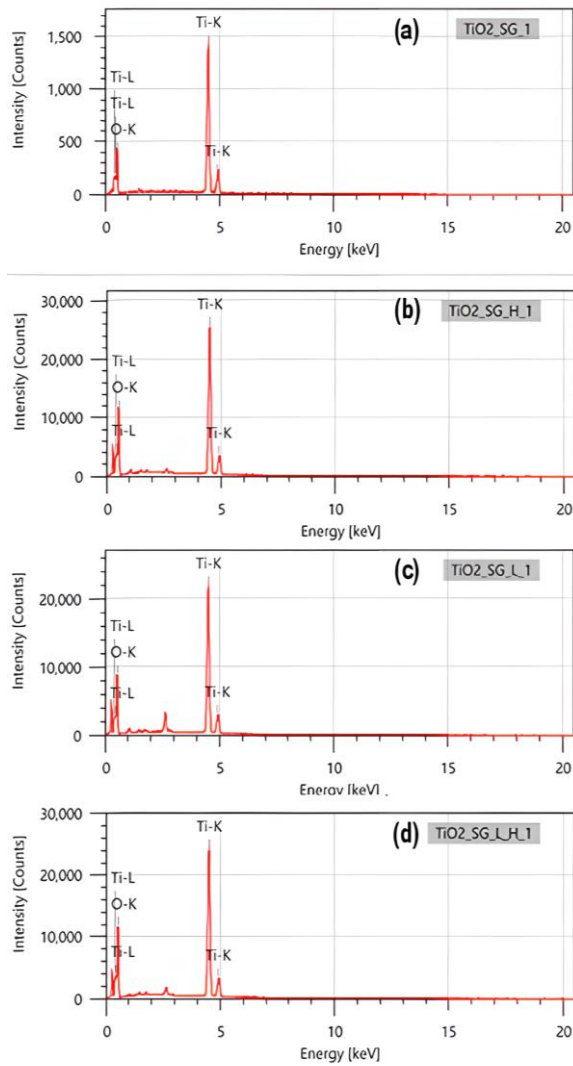 (a) TiO2_SG_1
Ti-K
1,500
Ti-L
1,000
Ti-L
O-K
500
Ti-K
0
0 5 10 15 20
Intensity [Counts]
Energy [keV]
(b) TiO2_SG_H_1
30,000
Ti-K
Ti-L
20,000
O-K
10,000
Ti-L
Ti-K
0
0 5 10 15 20
Intensity [Counts]
Energy [keV]
(c) TiO2_SG_L_1
Ti-K
20,000
Ti-L
O-K
10,000
Ti-L
Ti-K
0
0 5 10 15 20
Intensity [Counts]
Energy [keV]
(d) TiO2_SG_L_H_1
30,000
Ti-K
20,000
Ti-L
O-K
10,000
Ti-L
Ti-K
0
0 5 10 15 20
Intensity [Counts]
Energy [keV]